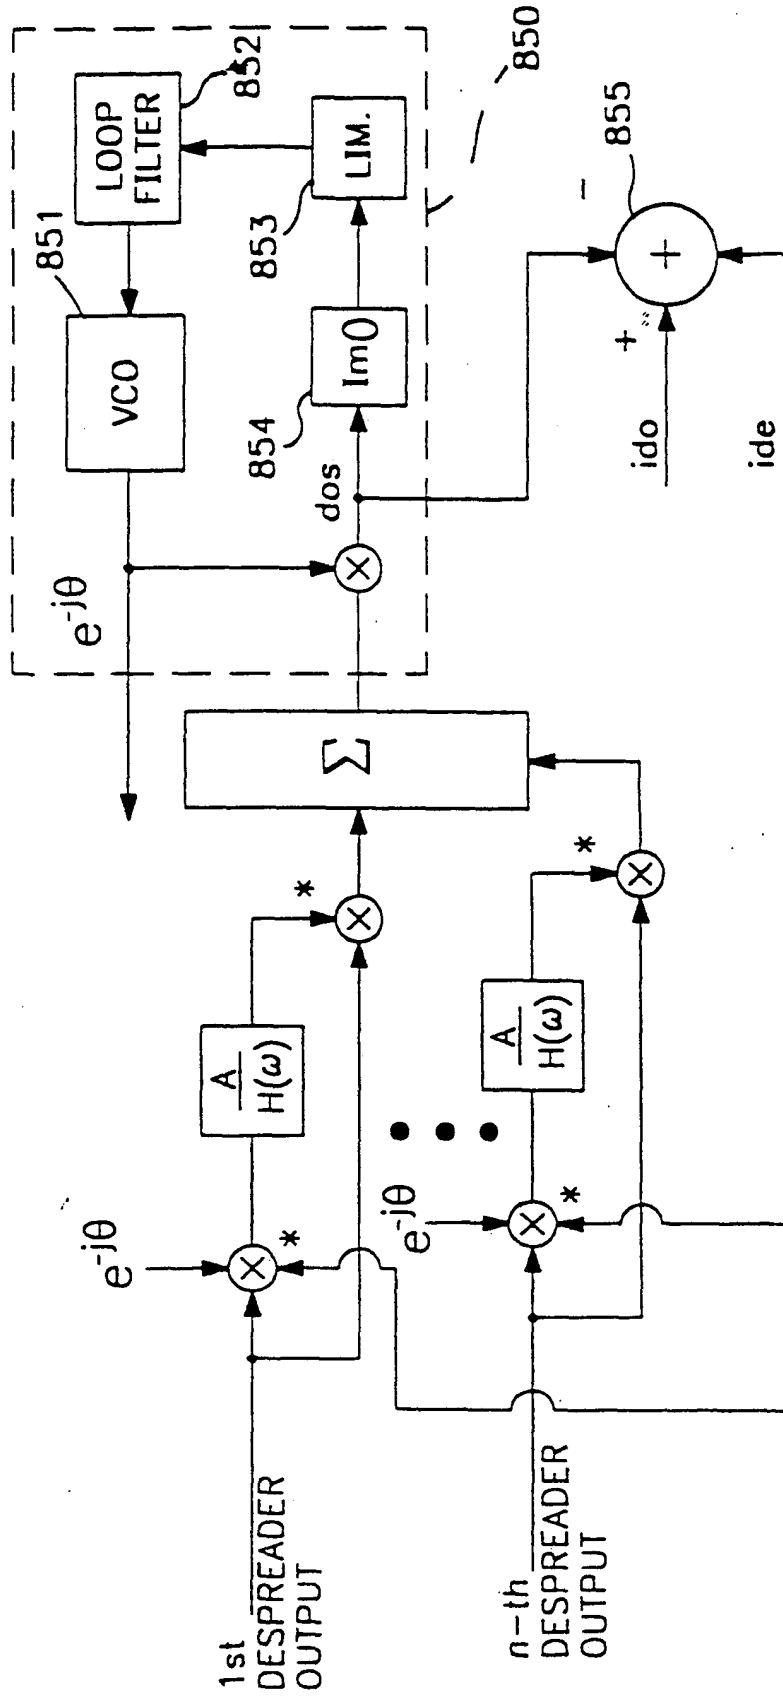 1st
DESPREADER
OUTPUT
e-jθ
*
A
H(ω)
*
n-th
DESPREADER
OUTPUT
e-jθ
*
A
H(ω)
*
Σ
e-jθ
VCO
851
LOOP
FILTER
852
LIM.
853
Im()
854
dos
850
ido
+
-
+
855
ide